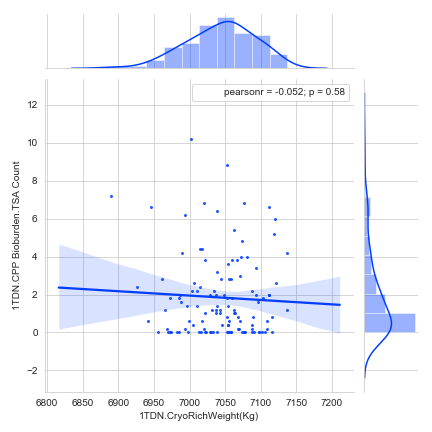 pearsonr = -0.052; p = 0.58
12
10
8
6
4
2
0
−2
1TDN.CPP Bioburden.TSA Count
6800 6850 6900 6950 7000 7050 7100 7150 7200
1TDN.CryoRichWeight(Kg)